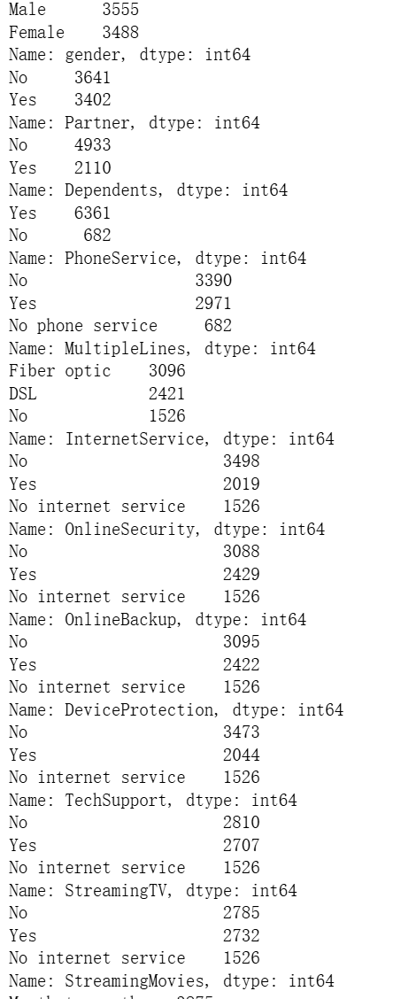 Male      3555
Female    3488
Name: gender, dtype: int64
No     3641
Yes    3402
Name: Partner, dtype: int64
No     4933
Yes    2110
Name: Dependents, dtype: int64
Yes    6361
No      682
Name: PhoneService, dtype: int64
No                  3390
Yes                 2971
No phone service     682
Name: MultipleLines, dtype: int64
Fiber optic    3096
DSL            2421
No             1526
Name: InternetService, dtype: int64
No                     3498
Yes                    2019
No internet service    1526
Name: OnlineSecurity, dtype: int64
No                     3088
Yes                    2429
No internet service    1526
Name: OnlineBackup, dtype: int64
No                     3095
Yes                    2422
No internet service    1526
Name: DeviceProtection, dtype: int64
No                     3473
Yes                    2044
No internet service    1526
Name: TechSupport, dtype: int64
No                     2810
Yes                    2707
No internet service    1526
Name: StreamingTV, dtype: int64
No                     2785
Yes                    2732
No internet service    1526
Name: StreamingMovies, dtype: int64